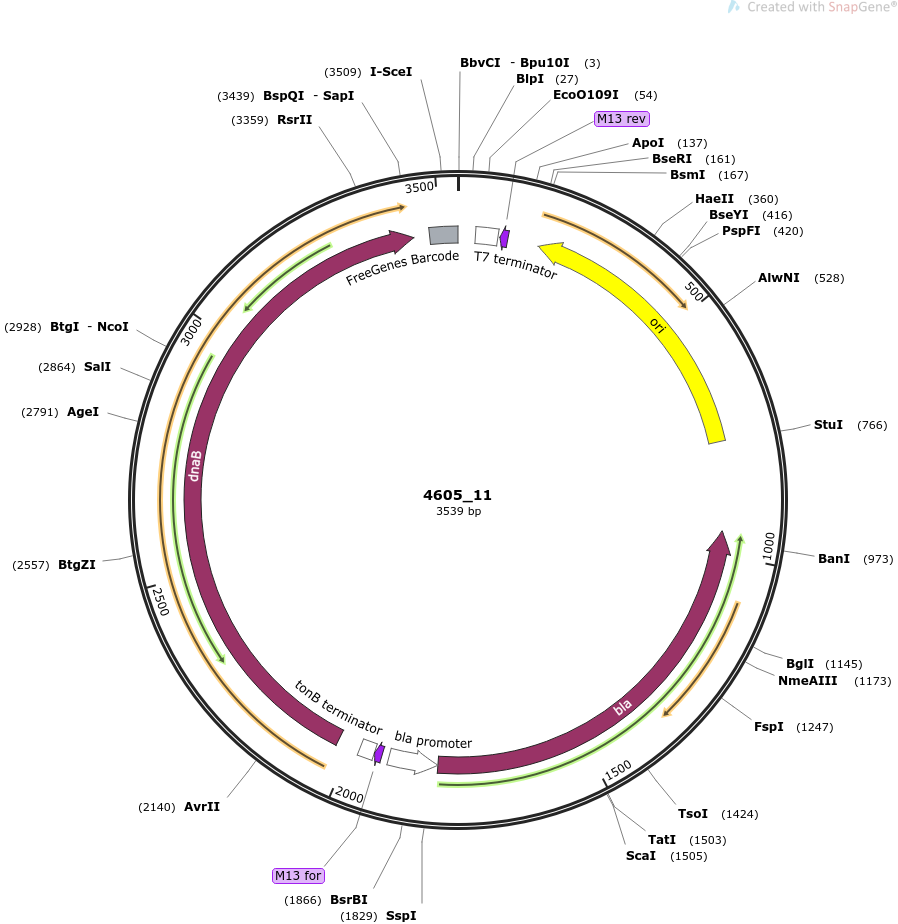 Created with SnapGene®
(3509) I-SceI
BbvCI - Bpu10I (3)
BlpI (27)
(3439) BspQI - SapI
EcoO109I (54)
(3359) RsrII
M13 rev
ApoI (137)
BseRI (161)
BsmI (167)
3500
HaeII (360)
BseYI (416)
PspFI (420)
FreeGenes Barcode
T7 terminator
AlwNI (528)
500
ori
3000
(2928) BtgI - NcoI
(2864) SalI
(2791) AgeI
StuI (766)
dnaB
4605_11
3539 bp
1000
BanI (973)
(2557) BtgZI
2500
BglI (1145)
NmeAIII (1173)
tonB terminator
bla
FspI (1247)
bla promoter
1500
2000
(2140) AvrII
TsoI (1424)
TatI (1503)
ScaI (1505)
M13 for
(1866) BsrBI
(1829) SspI